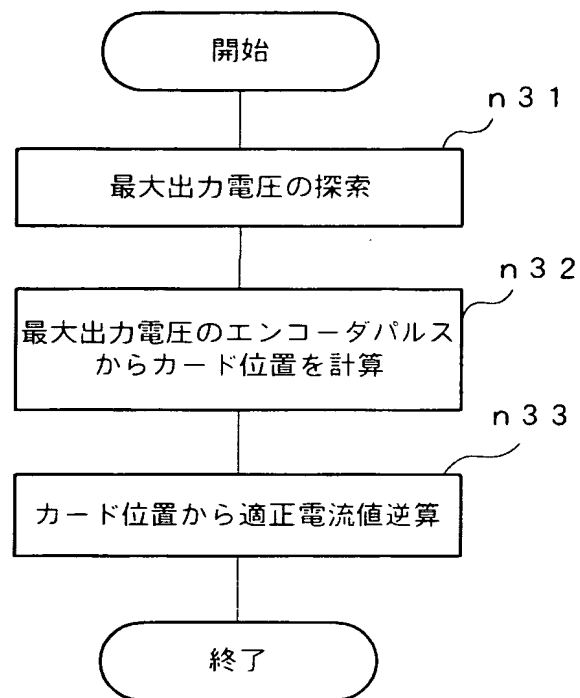 開始
n31
最大出力電圧の探索
n32
最大出力電圧のエンコーダパルス
からカード位置を計算
n33
カード位置から適正電流値逆算
終了